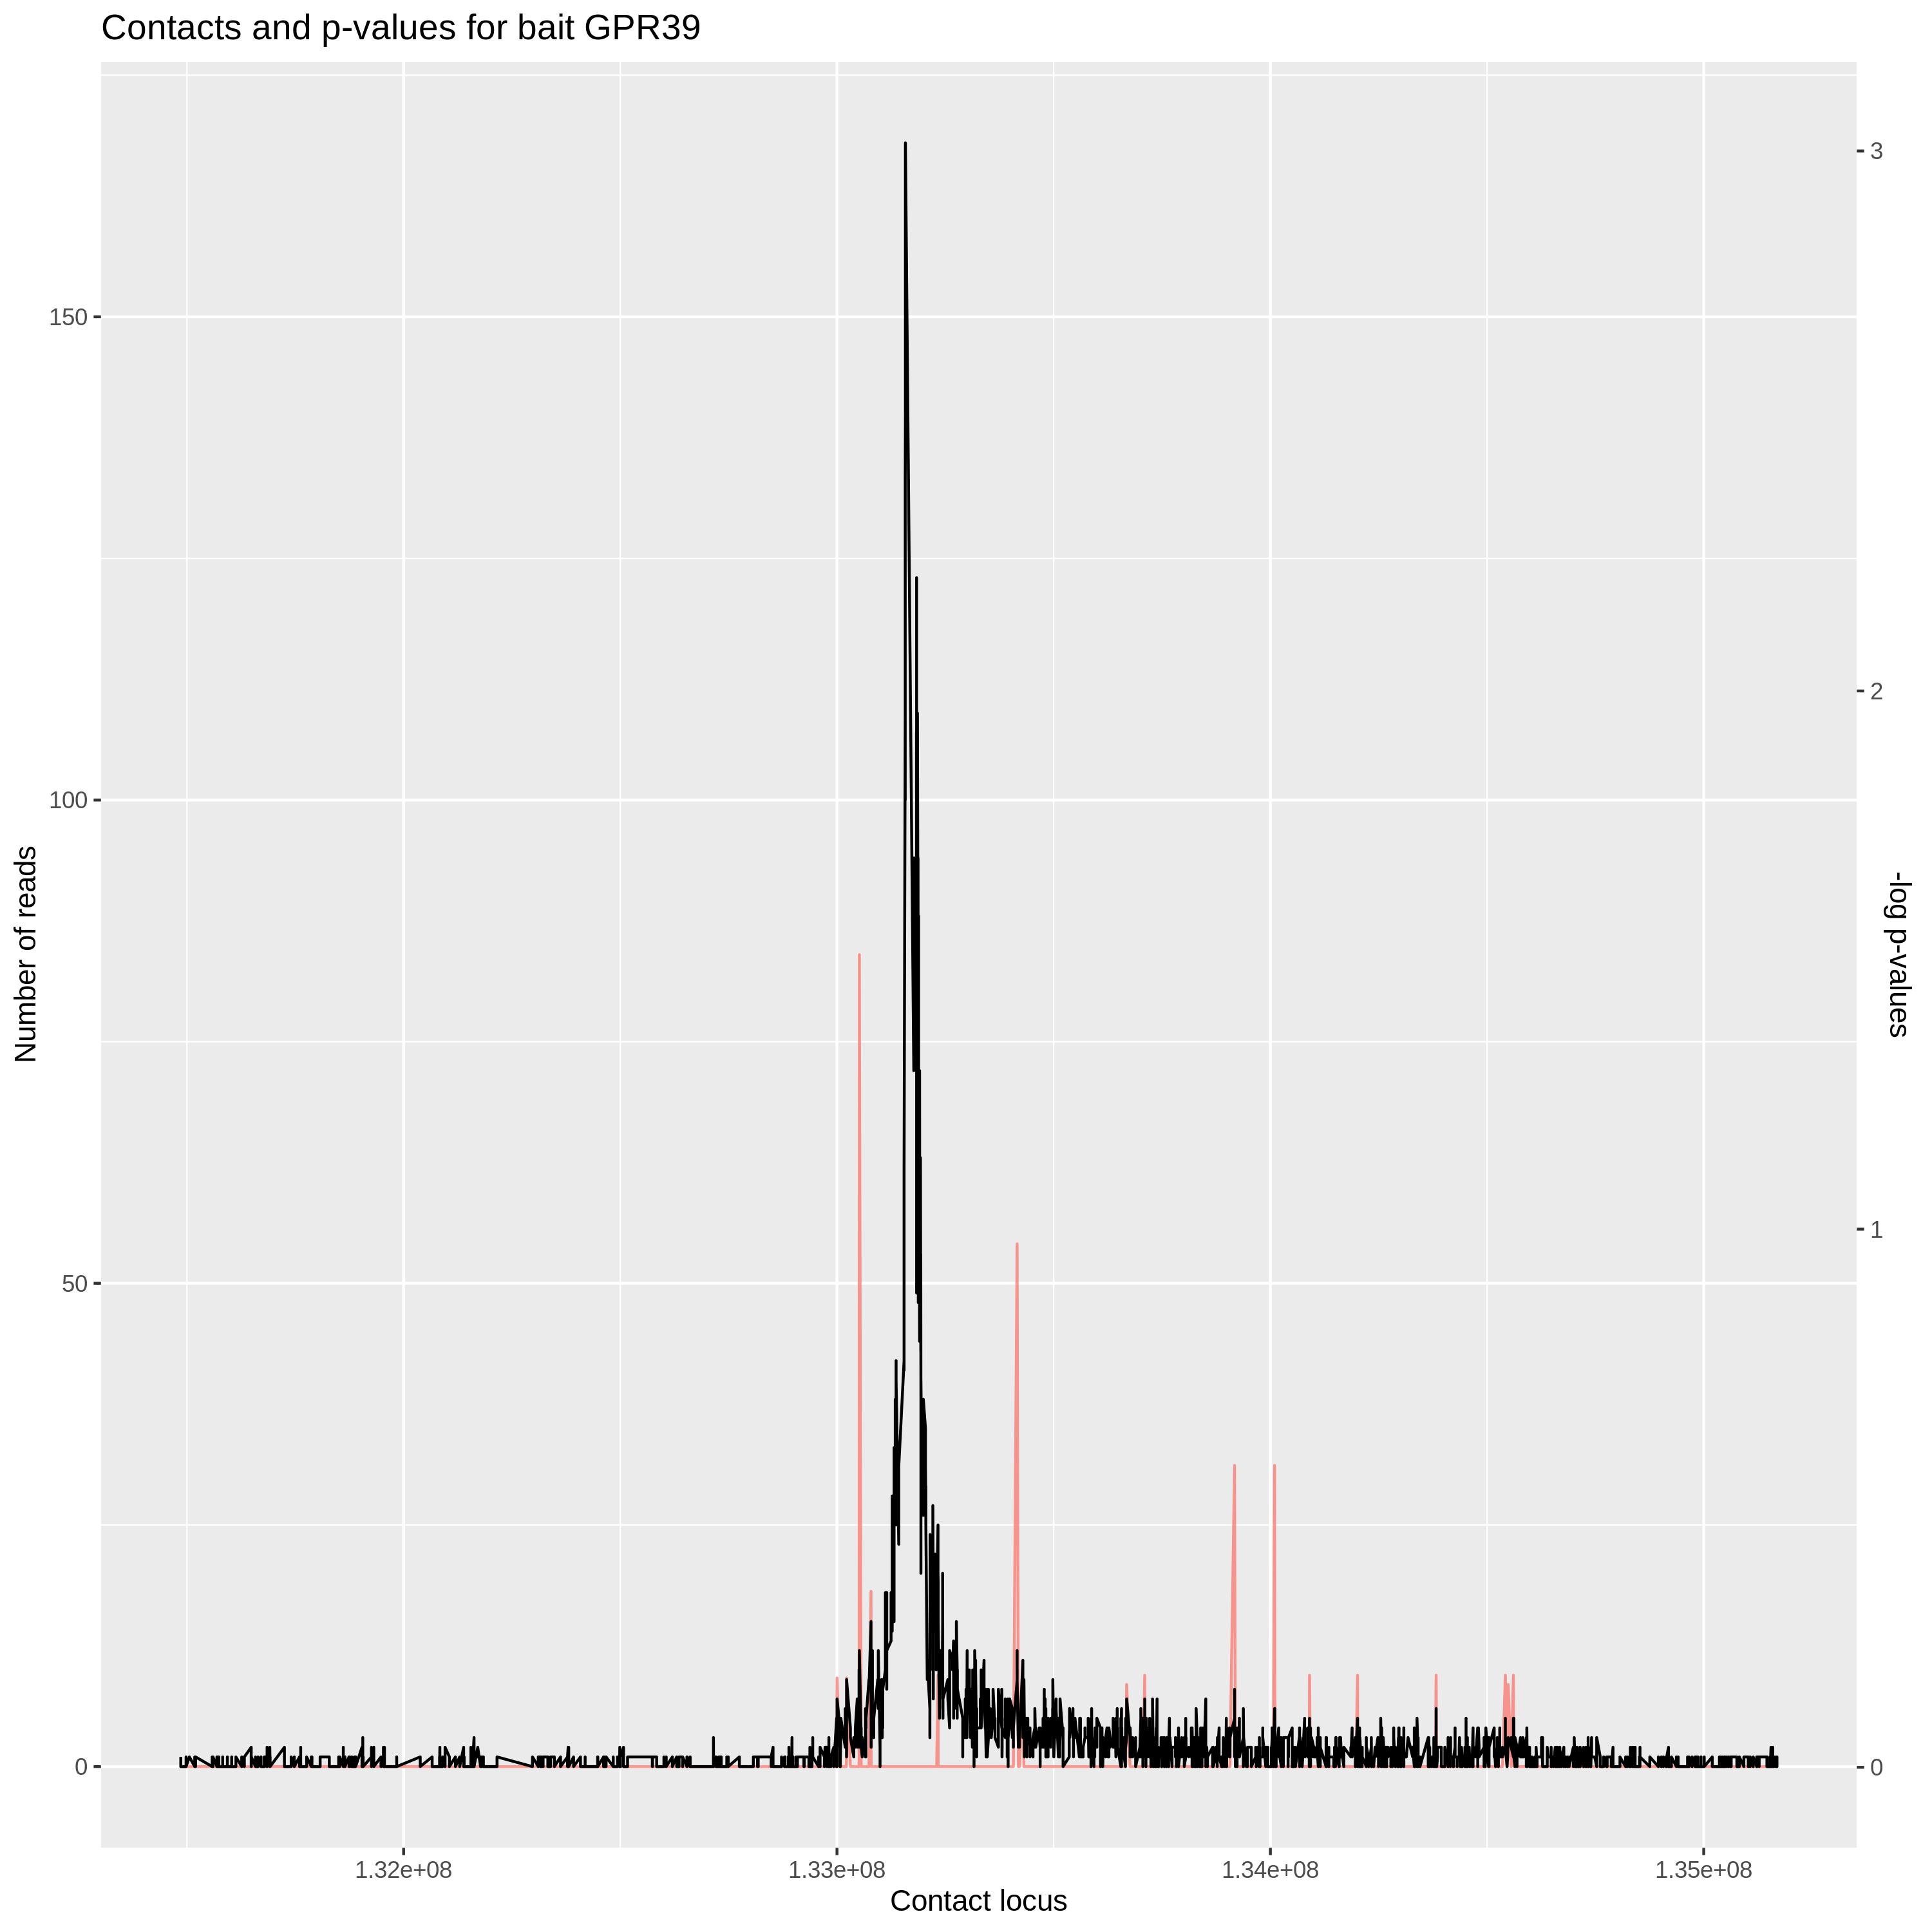 Contacts and p-values for bait GPR39
Number of reads
150
100
50
0
3
2
1
0
-log p-values
1.32e+08
1.33e+08
1.34e+08
1.35e+08
Contact locus